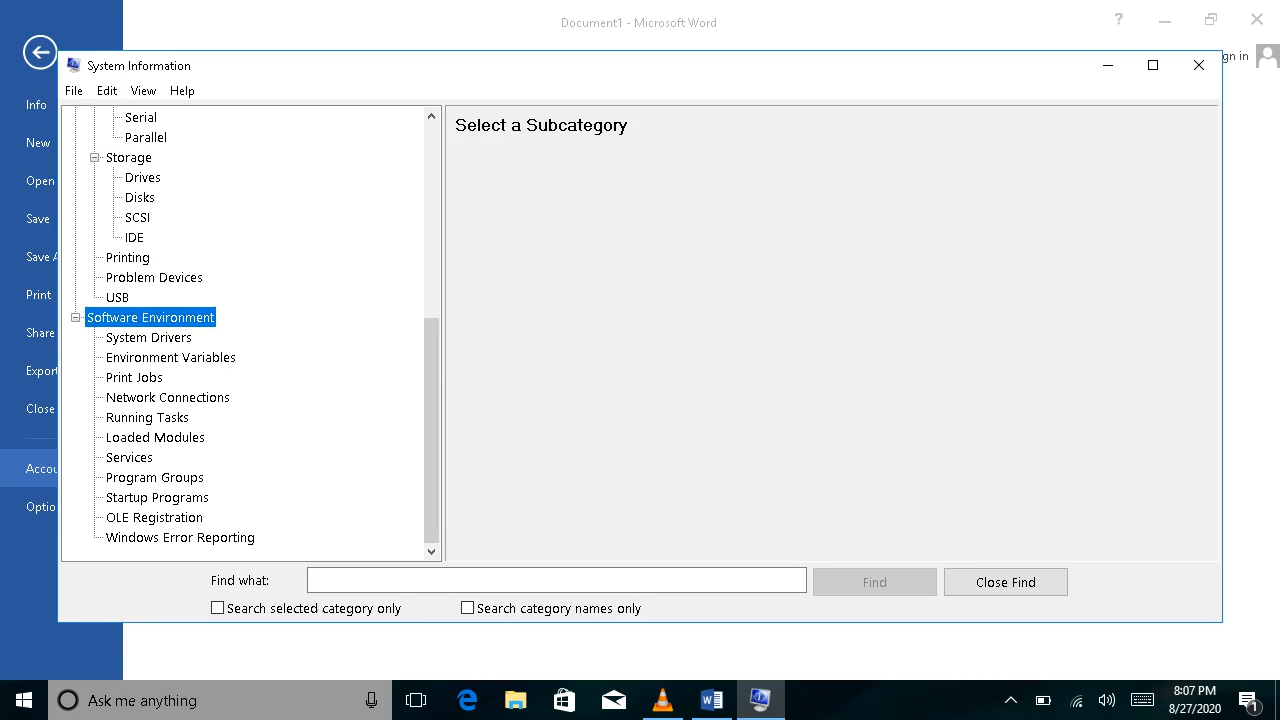 Document1 - Microsoft Word
?
gn in
System Information
File Edit View Help
Info
New
Open
Save
Save A
Print
Share
Export
Close
Accou
Optio
Serial
Parallel
Storage
Drives
Disks
SCSI
IDE
Printing
Problem Devices
USB
Software Environment
System Drivers
Environment Variables
Print Jobs
Network Connections
Running Tasks
Loaded Modules
Services
Program Groups
Startup Programs
OLE Registration
Windows Error Reporting
Select a Subcategory
Find what:
Find
Close Find
Search selected category only
Search category names only
Ask me anything
8:07 PM
8/27/2020
1